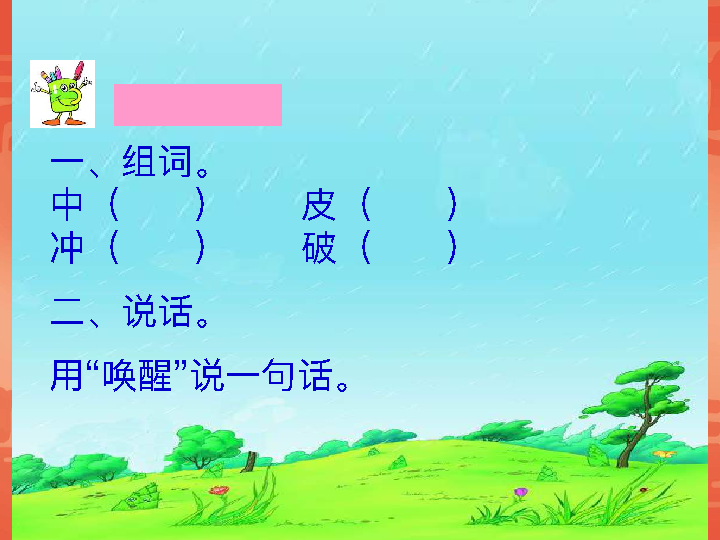 一、组词。
中（　　） 皮（　　）
冲（　　） 破（　　）
二、说话。
用“唤醒”说一句话。